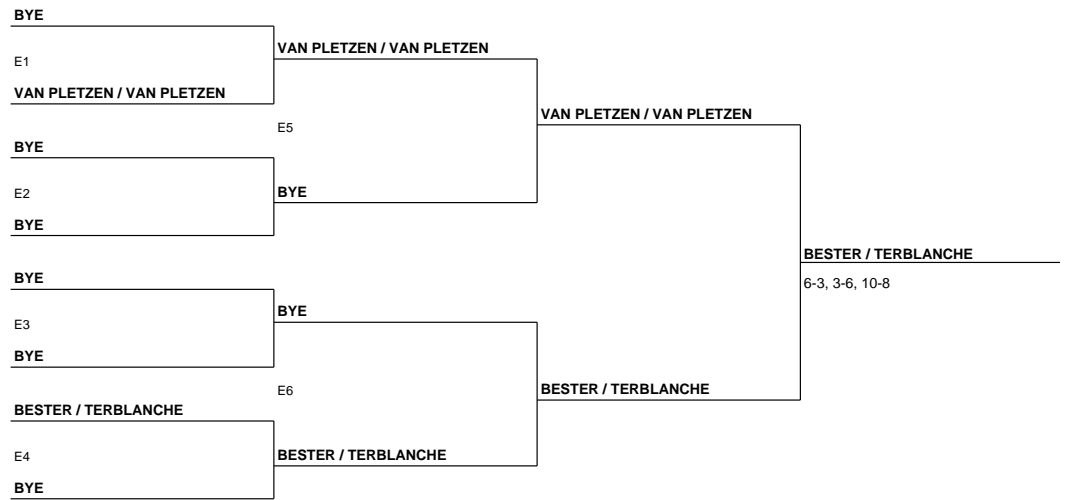 BYE
E1
VAN PLETZEN / VAN PLETZEN
BYE
E2
BYE
BYE
E3
BYE
BESTER / TERBLANCHE
E4
BYE
VAN PLETZEN / VAN PLETZEN
E5
BYE
BYE
E6
BESTER / TERBLANCHE
VAN PLETZEN / VAN PLETZEN
BESTER / TERBLANCHE
BESTER / TERBLANCHE
6-3, 3-6, 10-8